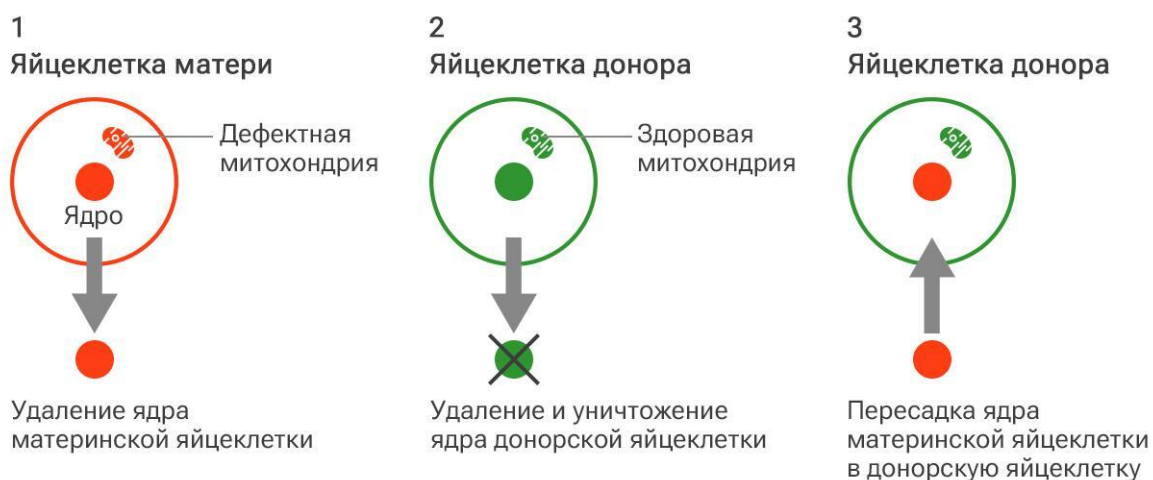 1
Яйцеклетка матери
Дефектная
митохондрия
Ядро
Удаление ядра
материнской яйцеклетки
2
Яйцеклетка донора
Здоровая
митохондрия
Удаление и уничтожение
ядра донорской яйцеклетки
3
Яйцеклетка донора
Пересадка ядра
материнской яйцеклетки
в донорскую яйцеклетку